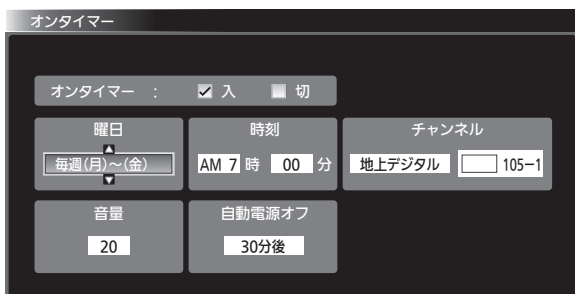 オンタイマー
オンタイマー : 入 切
曜日 時刻 チャンネル
毎週(月)~(金) AM 7 時 00 分 地上デジタル 105-1
音量 自動電源オフ
20 30分後